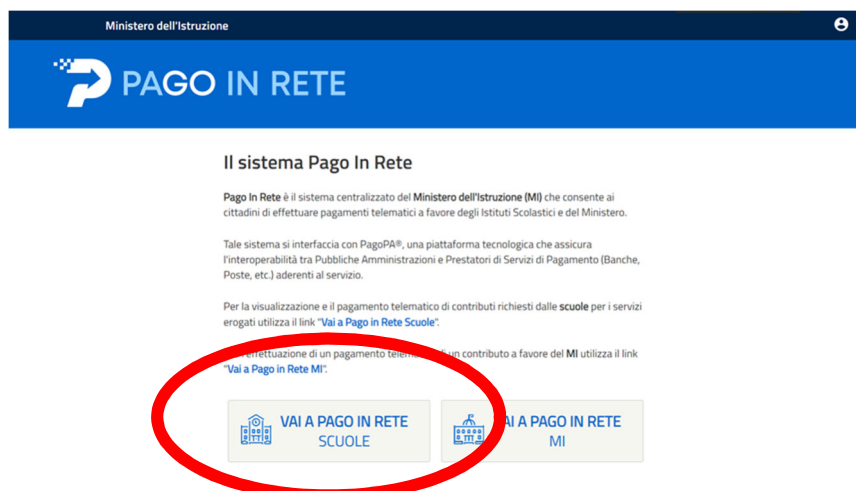 Ministero dell'Istruzione
PAGO IN RETE
Il sistema Pago In Rete
Pago In Rete è il sistema centralizzato del Ministero dell'Istruzione (MI) che consente ai
cittadini di effettuare pagamenti telematici a favore degli Istituti Scolastici e del Ministero.
Tale sistema si interfaccia con PagoPA®, una piattaforma tecnologica che assicura
l'interoperabilità tra Pubbliche Amministrazioni e Prestatori di Servizi di Pagamento (Banche,
Poste, etc.) aderenti al servizio.
Per la visualizzazione e il pagamento telematico di contributi richiesti dalle scuole per i servizi
erogati utilizza il link "Vai a Pago in Rete Scuole".
effettuazione di un pagamento un contributo a favore del MI utilizza il link
"Vai a Pago in Rete MI".
VAI A PAGO IN RETE
SCUOLE
AI A PAGO IN RETE
MI